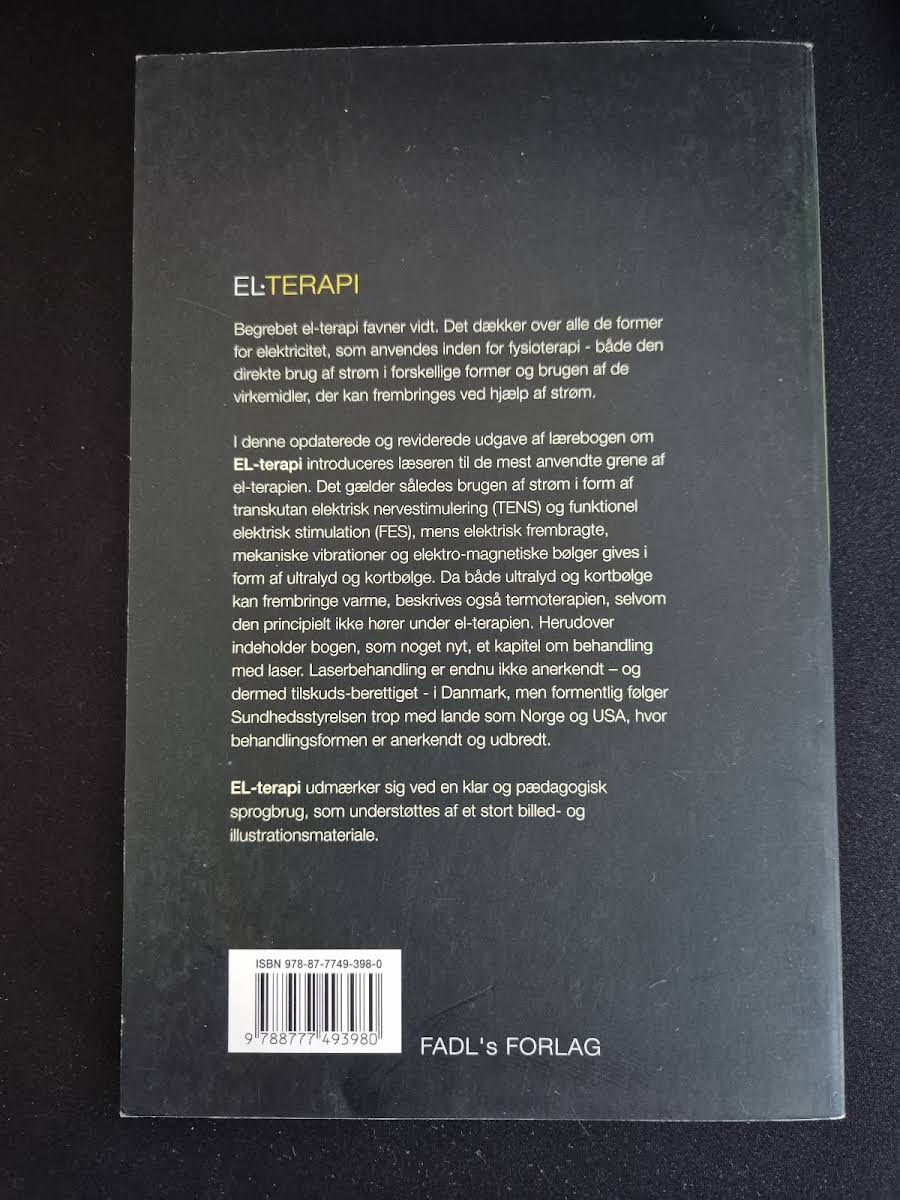 EL·TERAPI
Begrebet el-terapi favner vidt. Det dækker over alle de former
for elektricitet, som anvendes inden for fysioterapi - både den
direkte brug af strøm i forskellige former og brugen af de
virkemidler, der kan frembringes ved hjælp af strøm.
I denne opdaterede og reviderede udgave af lærebogen om
EL-terapi introduceres læseren til de mest anvendte grene af
el-terapien. Det gælder således brugen af strøm i form af
transkutan elektrisk nervestimulering (TENS) og funktionel
elektrisk stimulation (FES), mens elektrisk frembragte,
mekaniske vibrationer og elektro-magnetiske bølger gives i
form af ultralyd og kortbølge. Da både ultralyd og kortbølge
kan frembringe varme, beskrives også termoterapien, selvom
den principielt ikke hører under el-terapien. Herudover
indeholder bogen, som noget nyt, et kapitel om behandling
med laser. Laserbehandling er endnu ikke anerkendt – og
dermed tilskuds-berettiget - i Danmark, men formentlig følger
Sundhedsstyrelsen trop med lande som Norge og USA, hvor
behandlingsformen er anerkendt og udbredt.
EL-terapi udmærker sig ved en klar og pædagogisk
sprogbrug, som understøttes af et stort billed- og
illustrationsmateriale.
ISBN 978-87-7749-398-0
9 788777 493980
FADL's FORLAG